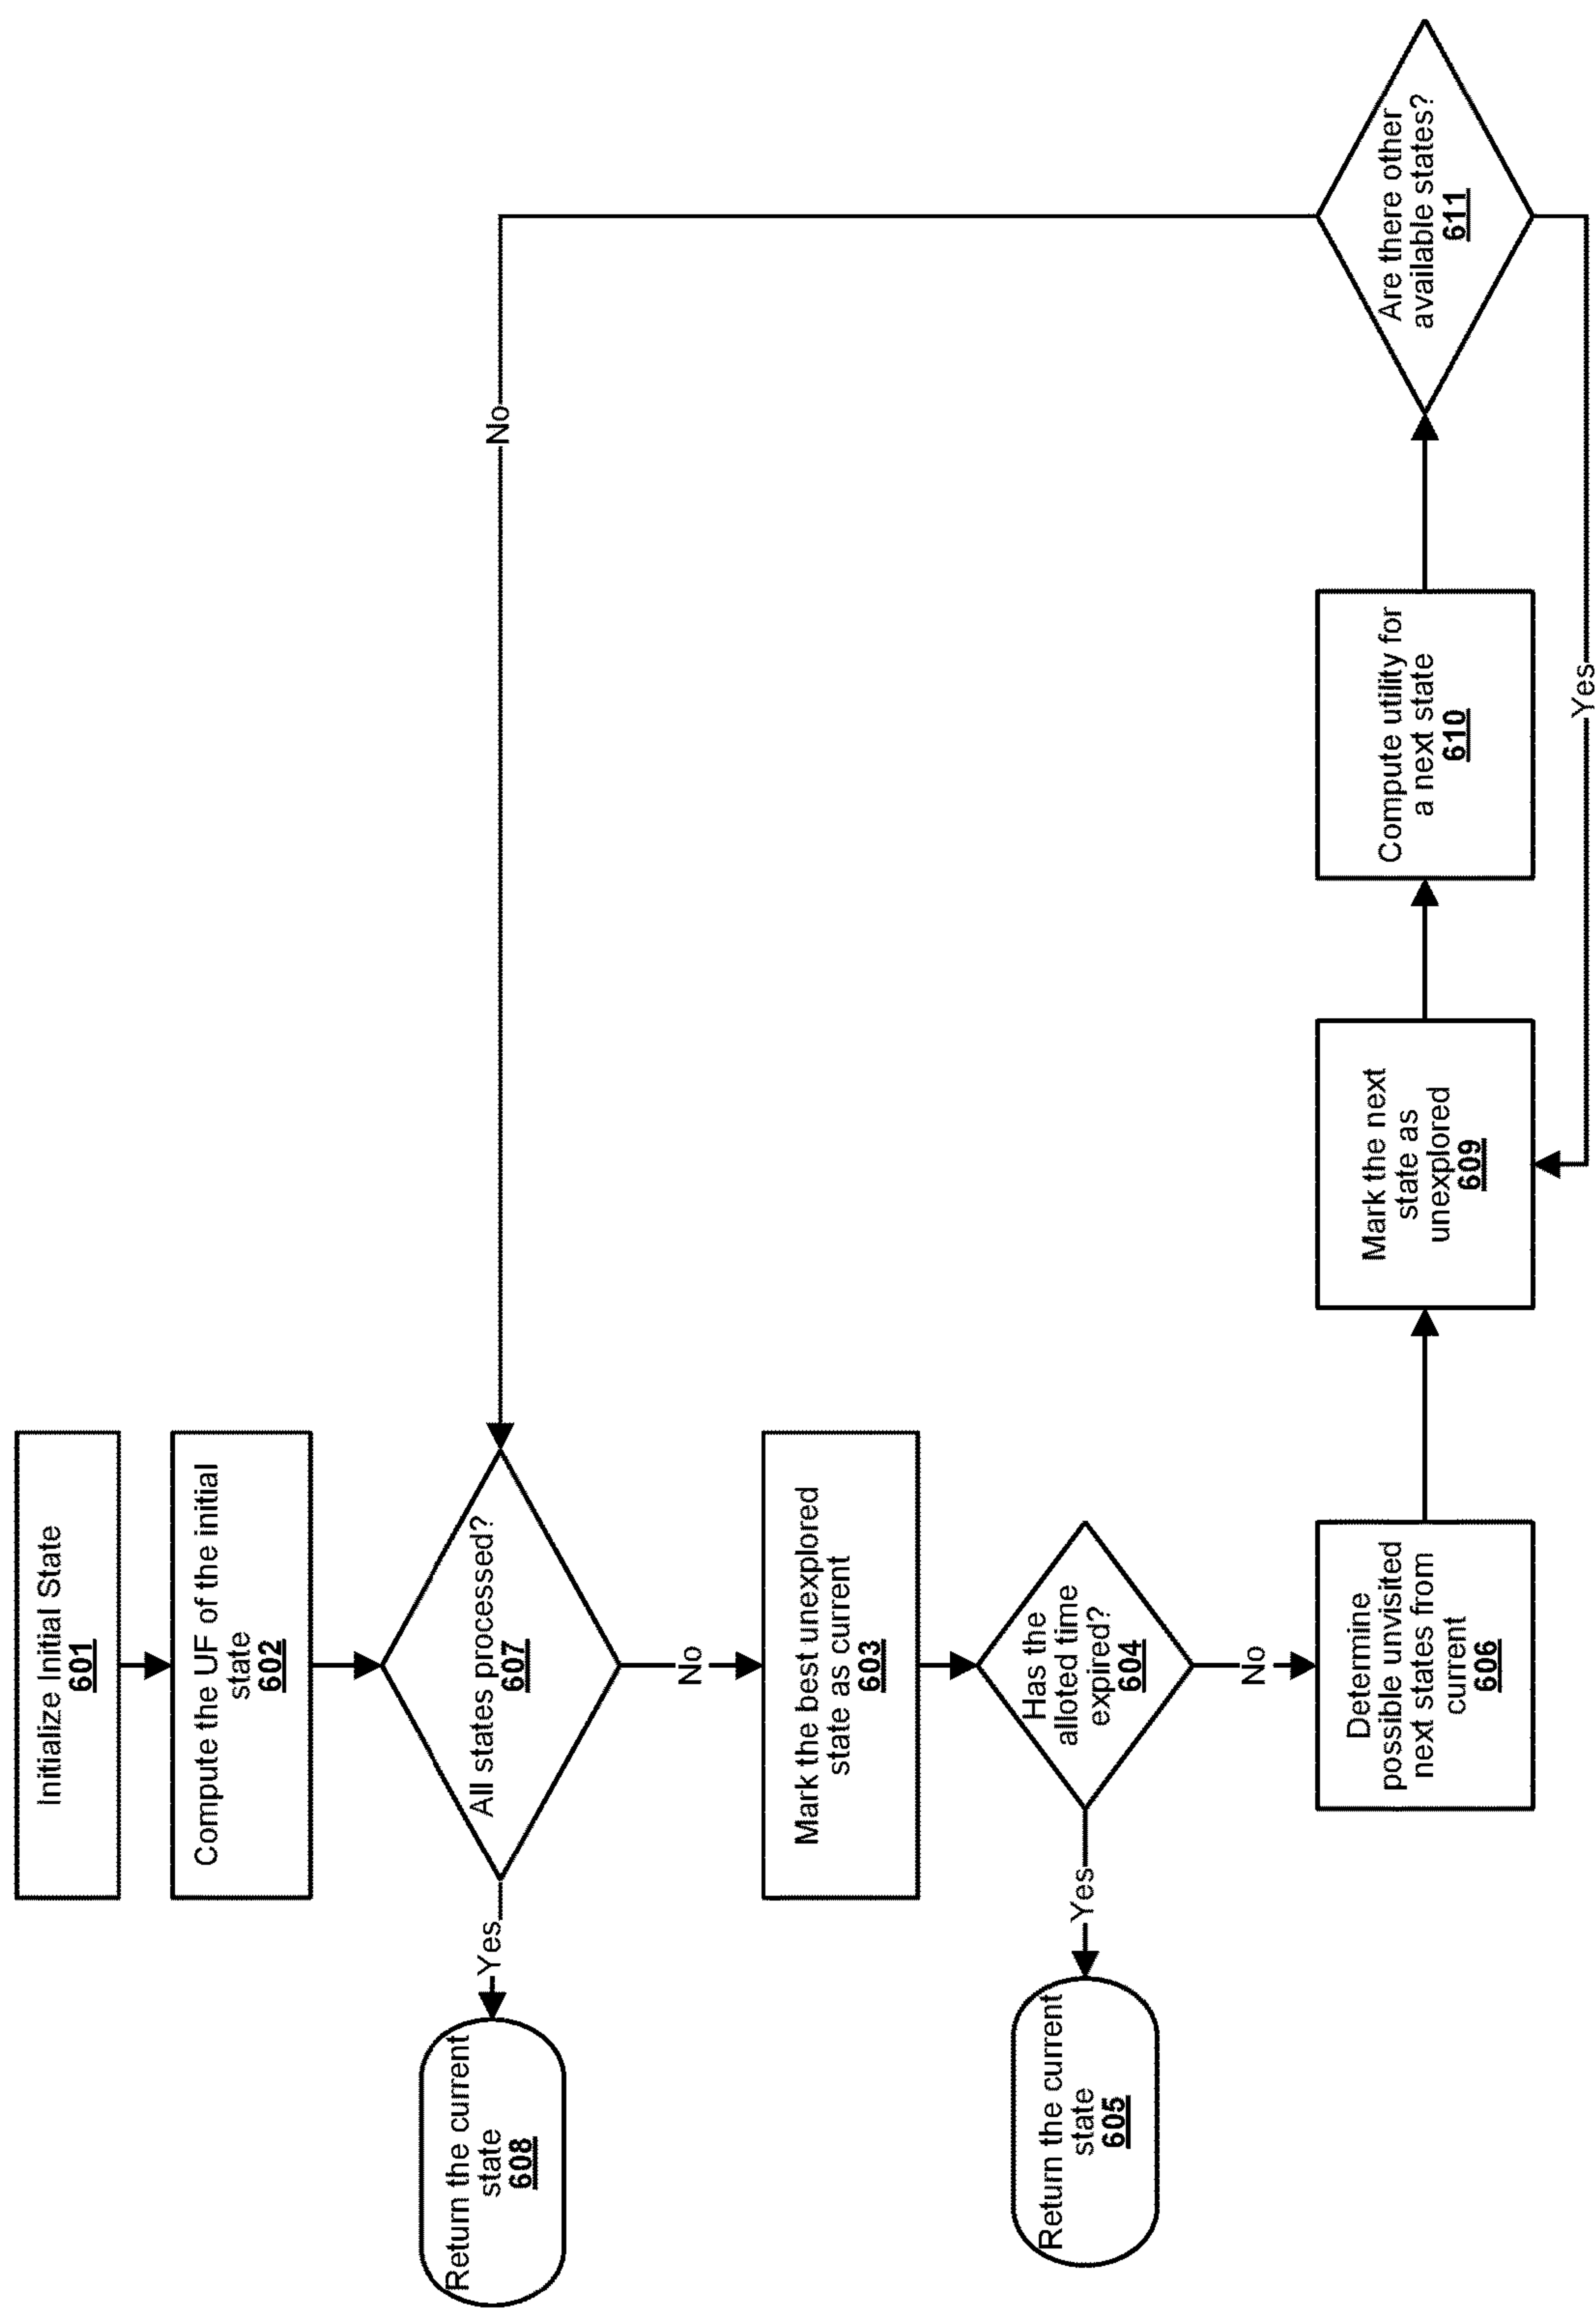 Initialize Initial State
601
Compute the UF of the initial
state
602
All states processed?
607
Yes
Return the current
state
608
No
Mark the best unexplored
state as current
603
Has the
alloted time
expired?
604
Yes
Return the current
state
605
No
Determine
possible unvisited
next states from
current
606
Mark the next
state as
unexplored
609
Compute utility for
a next state
610
Are there other
available states?
611
No
Yes